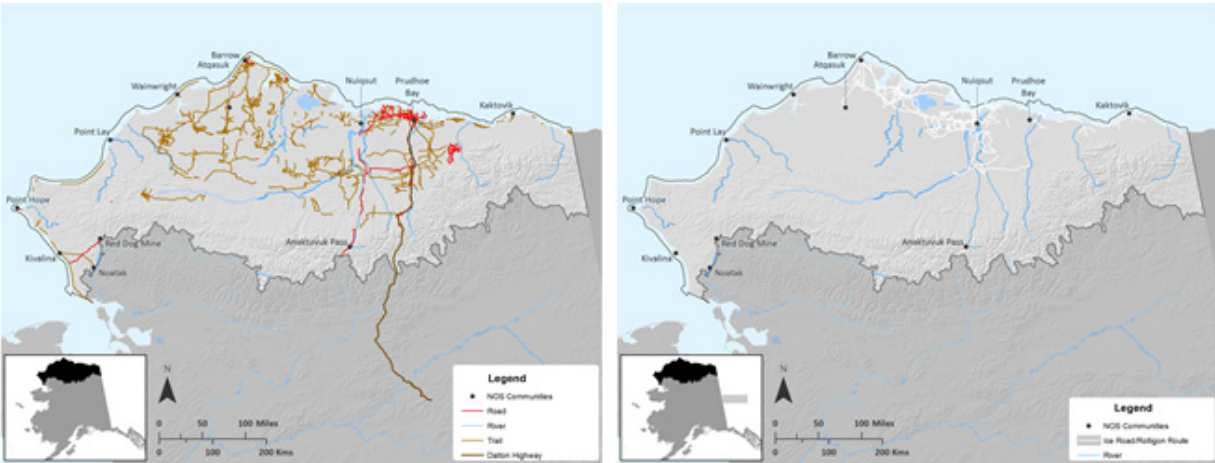 Barrow
Atqasuk
Nuiqsut
Prudhoe
Bay
Wainwright
Kaktovik
Point Lay
Point Hope
Red Dog Mine
Anaktuvuk Pass
Kivalina
Noatak
N
0 50 100 Miles
0 100 200 Kms
Legend
NOS Communities
Road
River
Trail
Dalton Highway
Barrow
Atqasuk
Nuiqsut
Prudhoe
Bay
Wainwright
Kaktovik
Point Lay
Point Hope
Red Dog Mine
Anaktuvuk Pass
Kivalina
Noatak
N
0 50 100 Miles
0 100 200 Kms
Legend
NOS Communities
Ice Road/Rolligon Route
River